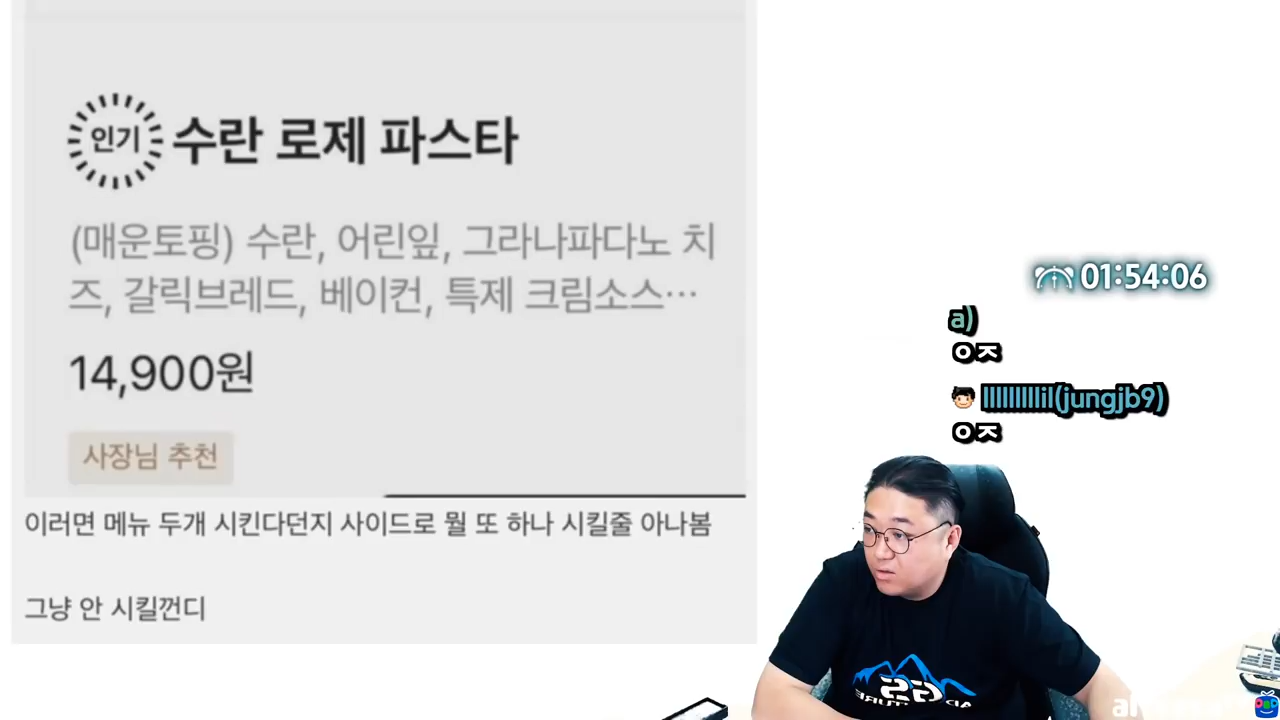 인기 수란 로제 파스타
(매운토핑) 수란, 어린잎, 그라나파다노 치
즈, 갈릭브레드, 베이컨, 특제 크림소스…
14,900원
사장님 추천
이러면 메뉴 두개 시킨다던지 사이드로 뭘 또 하나 시킬줄 아나봄
그냥 안 시킬껀디
01:54:06
a)
ㅇㅈ
llllllllllil(jungjb9)
ㅇㅈ